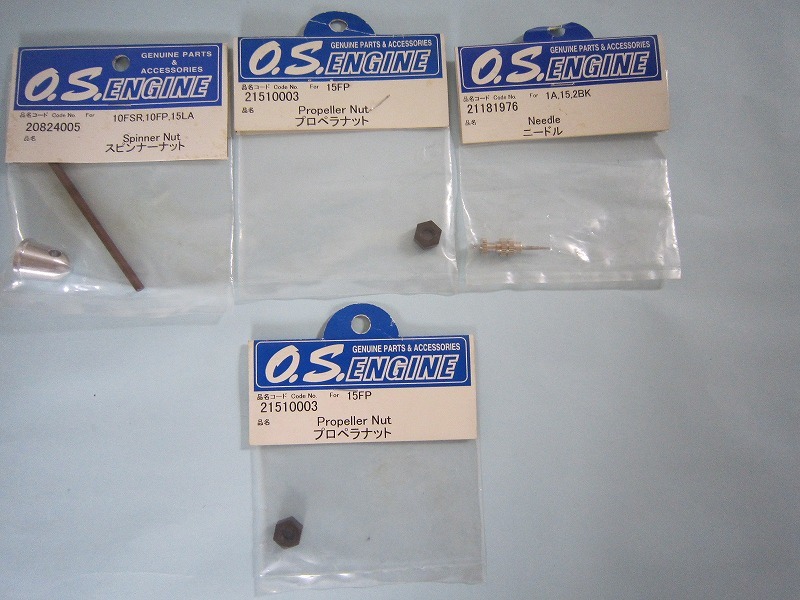 GENUINE PARTS
&
ACCESSORIES
O.S.ENGINE
品名コード Code No. For 10FSR,10FP,15LA
20824005
品名 Spinner Nut
スピンナーナット
GENUINE PARTS & ACCESSORIES
O.S.ENGINE
品名コード Code No. For 15FP
21510003
品名 Propeller Nut
プロペラナット
GENUINE PARTS & ACCESSORIES
O.S.ENGINE
品名コード Code No. For 1A,15,2BK
21181976
品名 Needle
ニードル
GENUINE PARTS & ACCESSORIES
O.S.ENGINE
品名コード Code No. For 15FP
21510003
品名 Propeller Nut
プロペラナット